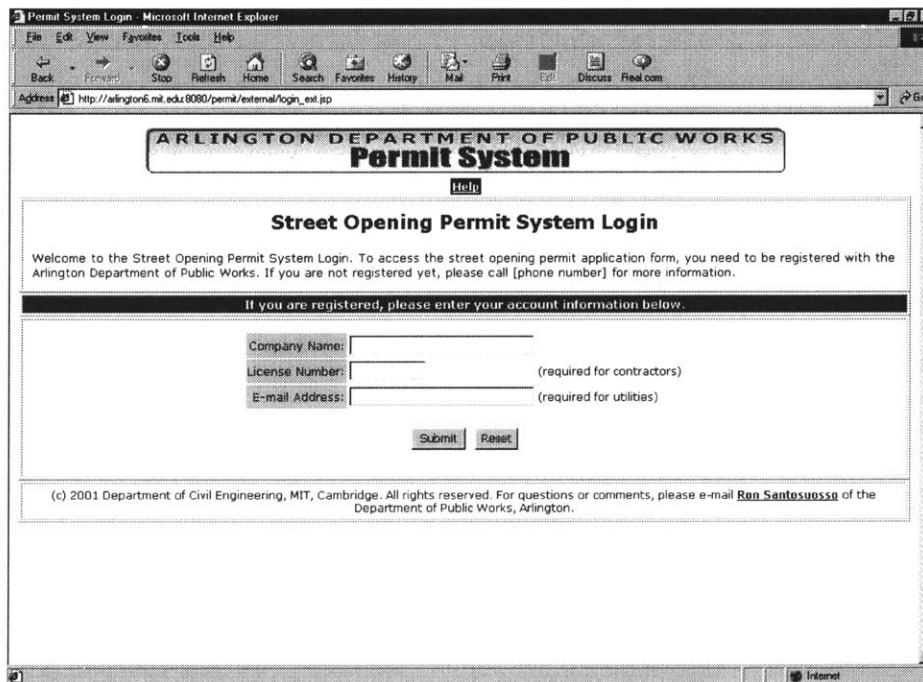 Permit System Login - Microsoft Internet Explorer
File Edit View Favorites Tools Help
Back Forward Stop Refresh Home Search Favorites History Mail Print Edit Discuss Real.com
Address http://arlington6.mit.edu:8080/permit/external/login_ext.jsp
ARLINGTON DEPARTMENT OF PUBLIC WORKS
Permit System
Help
Street Opening Permit System Login
Welcome to the Street Opening Permit System Login. To access the street opening permit application form, you need to be registered with the
Arlington Department of Public Works. If you are not registered yet, please call [phone number] for more information.
If you are registered, please enter your account information below.
Company Name:
License Number: (required for contractors)
E-mail Address: (required for utilities)
Submit Reset
(c) 2001 Department of Civil Engineering, MIT, Cambridge. All rights reserved. For questions or comments, please e-mail Ron Santosuosso of the
Department of Public Works, Arlington.
Internet